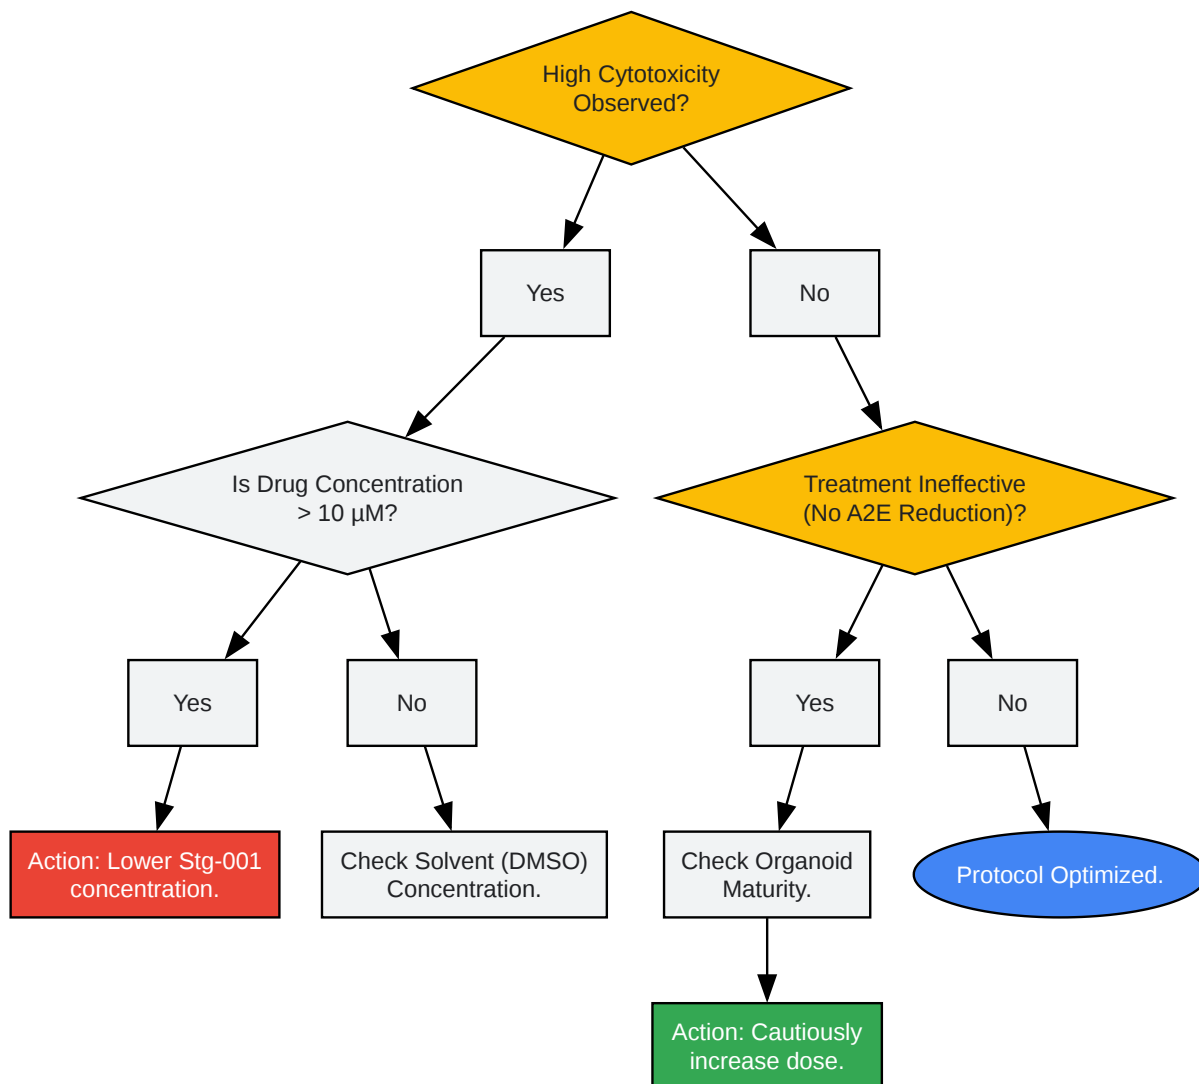 High Cytotoxicity
Observed?
Yes
No
Is Drug Concentration
> 10 µM?
Treatment Ineffective
(No A2E Reduction)?
Yes
No
Yes
No
Action: Lower Stg-001
concentration.
Check Solvent (DMSO)
Concentration.
Check Organoid
Maturity.
Protocol Optimized.
Action: Cautiously
increase dose.